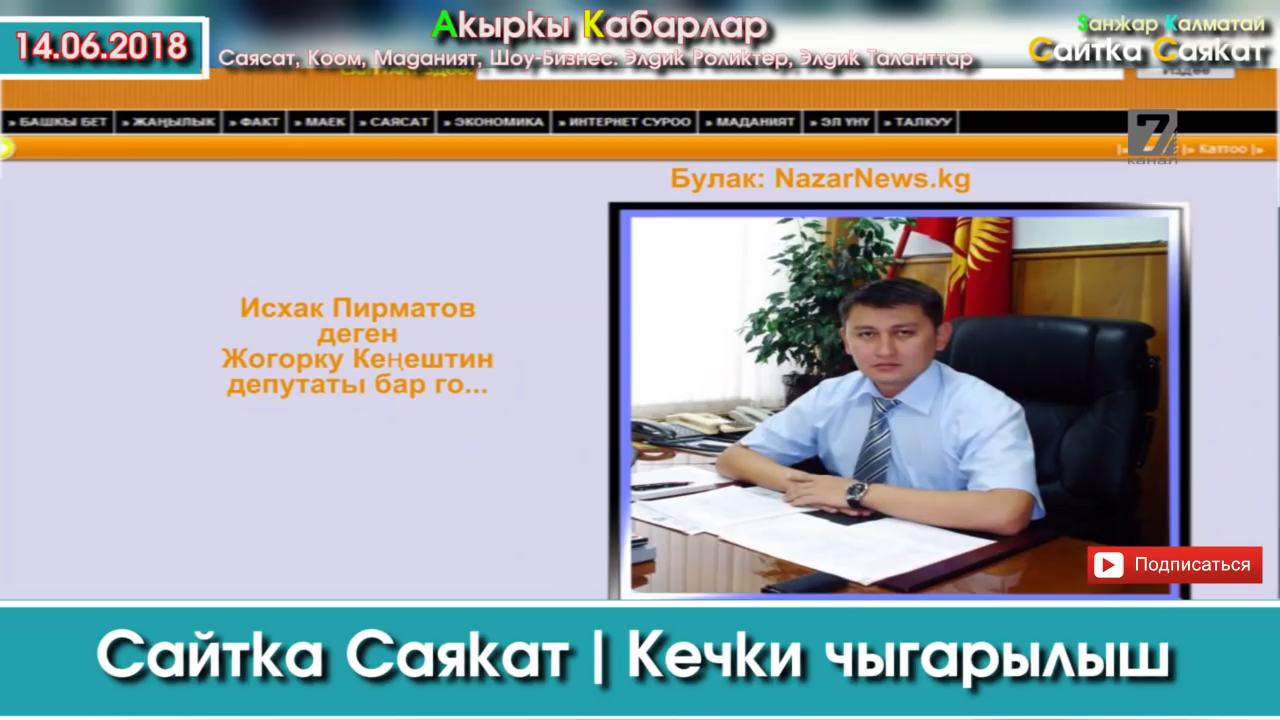 14.06.2018
Акыркы Кабарлар
Саясат, Коом, Маданият, Шоу-Бизнес. Элдик Роликтер, Элдик Таланттар
Sанжар Калматай
Сайтка Саякат
» БАШКЫ БЕТ » ЖАҢЫЛЫК » ФАКТ » МАЕК » САЯСАТ » ЭКОНОМИКА » ИНТЕРНЕТ СУРОО » МАДАНИЯТ » ЭЛ ҮНҮ » ТАЛКУУ
7
канал
|» Каттоо |»
Булак: NazarNews.kg
Исхак Пирматов
деген
Жогорку Кеңештин
депутаты бар го...
Подписаться
Сайтка Саякат | Кечки чыгарылыш